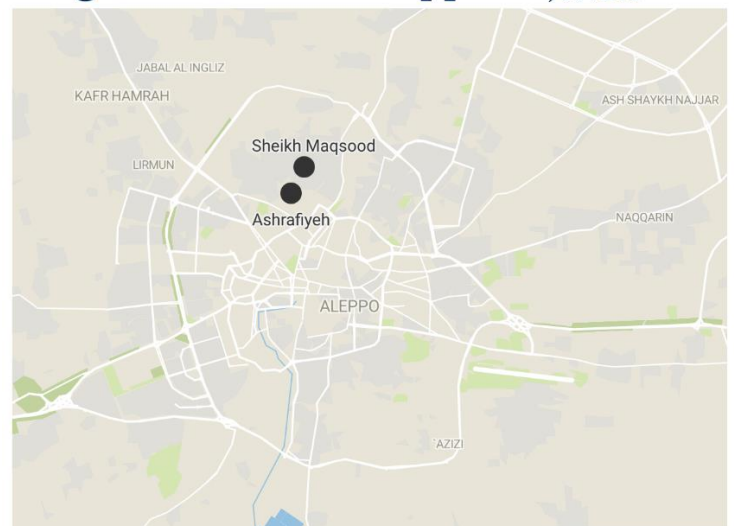 JABAL AL INGLIZ
KAFR HAMRAH
ASH SHAYKH NAJJAR
Sheikh Maqsood
LIRMUN
Ashrafiyeh
NAQQARIN
ALEPPO
'AZIZI